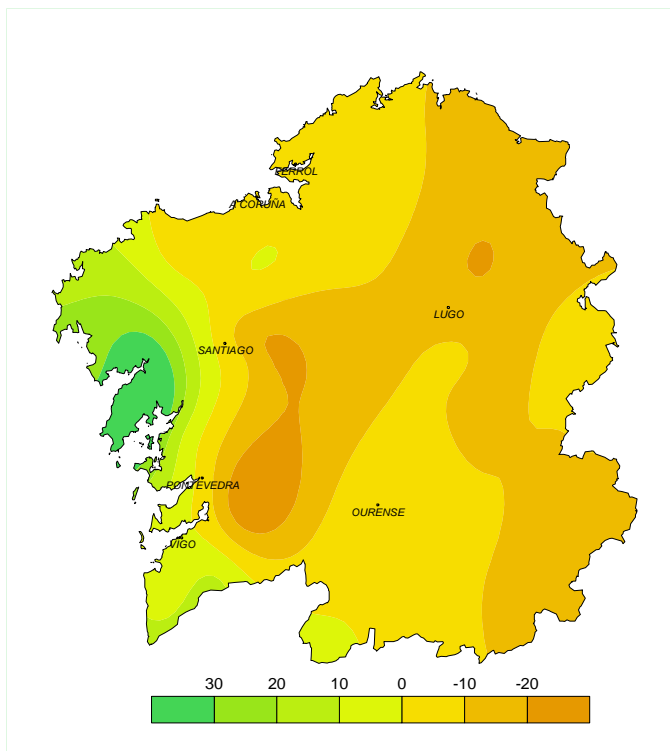 FERROL
A CORUÑA
LUGO
SANTIAGO
PONTEVEDRA
OURENSE
VIGO
30 20 10 0 -10 -20